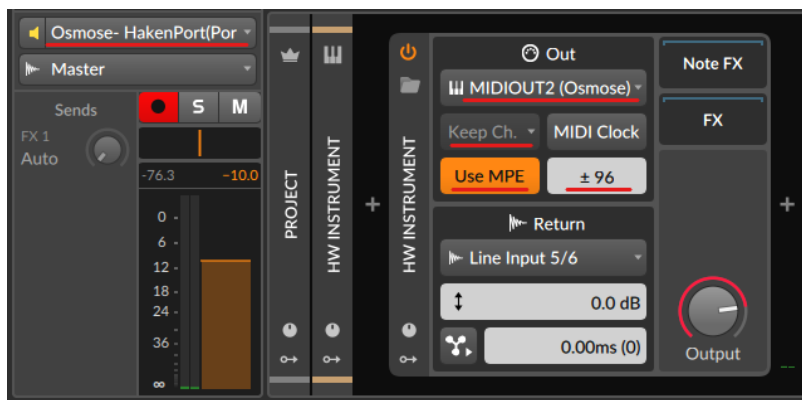 Osmose- HakenPort(Por
Master
Sends
S M
FX 1
Auto
-76.3 -10.0
0 -
6 -
12 -
18 -
24 -
36 -
∞
PROJECT
HW INSTRUMENT
HW INSTRUMENT
Out
MIDIOUT2 (Osmose)
Keep Ch. MIDI Clock
Use MPE ± 96
Return
Line Input 5/6
0.0 dB
0.00ms (0)
Note FX
FX
Output